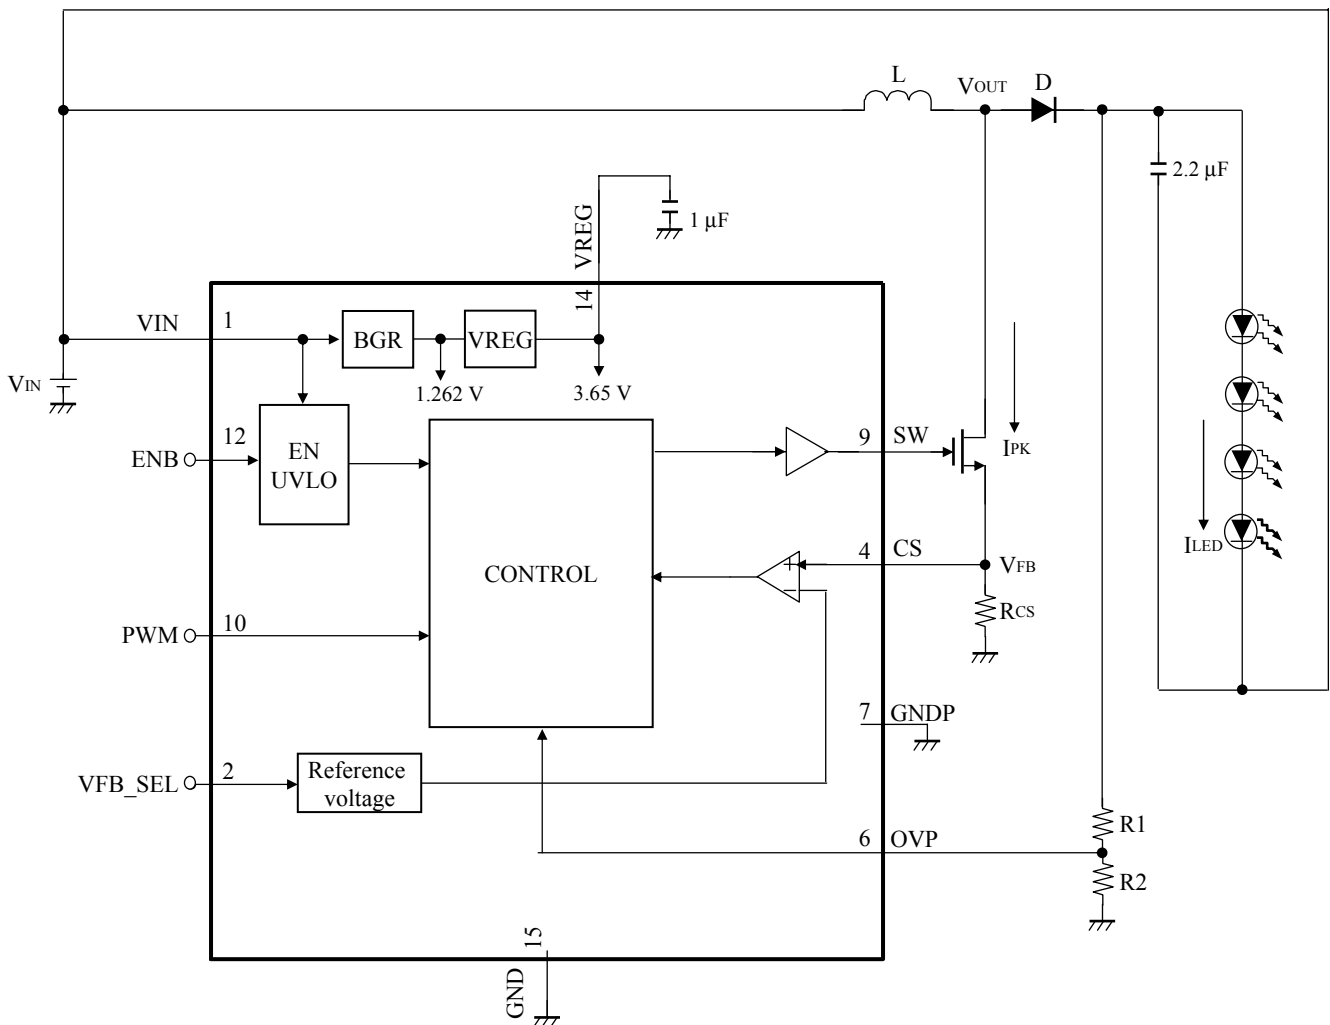 L
VOUT
D
2.2 µF
1 µF
VREG
14
VIN
1
BGR
VREG
VIN
1.262 V
3.65 V
12
ENB
EN
UVLO
9
SW
IPK
ILED
CONTROL
4
CS
VFB
RCS
PWM
10
7
GNDP
VFB_SEL
2
Reference
voltage
6
OVP
R1
R2
15
GND